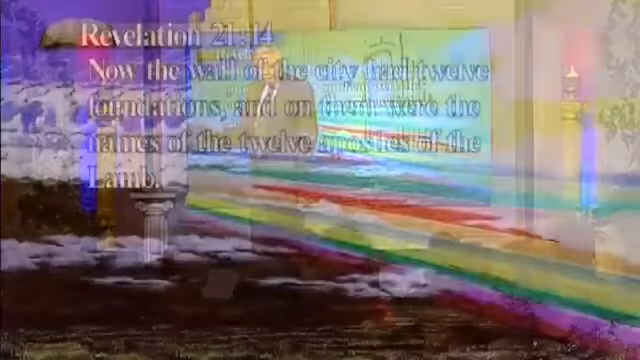 Revelation 21:14
Now the wall of the city had twelve
foundations, and on them were the
names of the twelve apostles of the
Lamb.